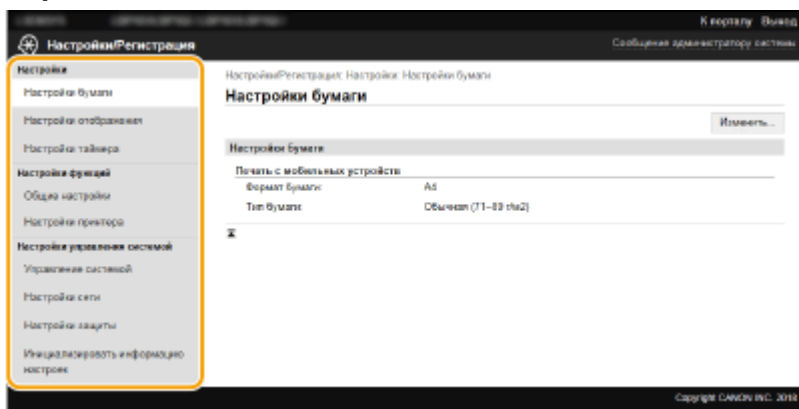 К порталу Выход
Настройки/Регистрация
Сообщение администратору системы
Настройки
Настройки бумаги
Настройки отображения
Настройки таймера
Настройки функций
Общие настройки
Настройки принтера
Настройки управления системой
Управление системой
Настройки сети
Настройки защиты
Инициализировать информацию
настроек
Настройки/Регистрация: Настройки: Настройки бумаги
Настройки бумаги
Изменить...
Настройки бумаги
Печать с мобильных устройств
Формат бумаги:
A4
Тип бумаги:
Обычная (71–89 г/м2)
Copyright CANON INC. 2018